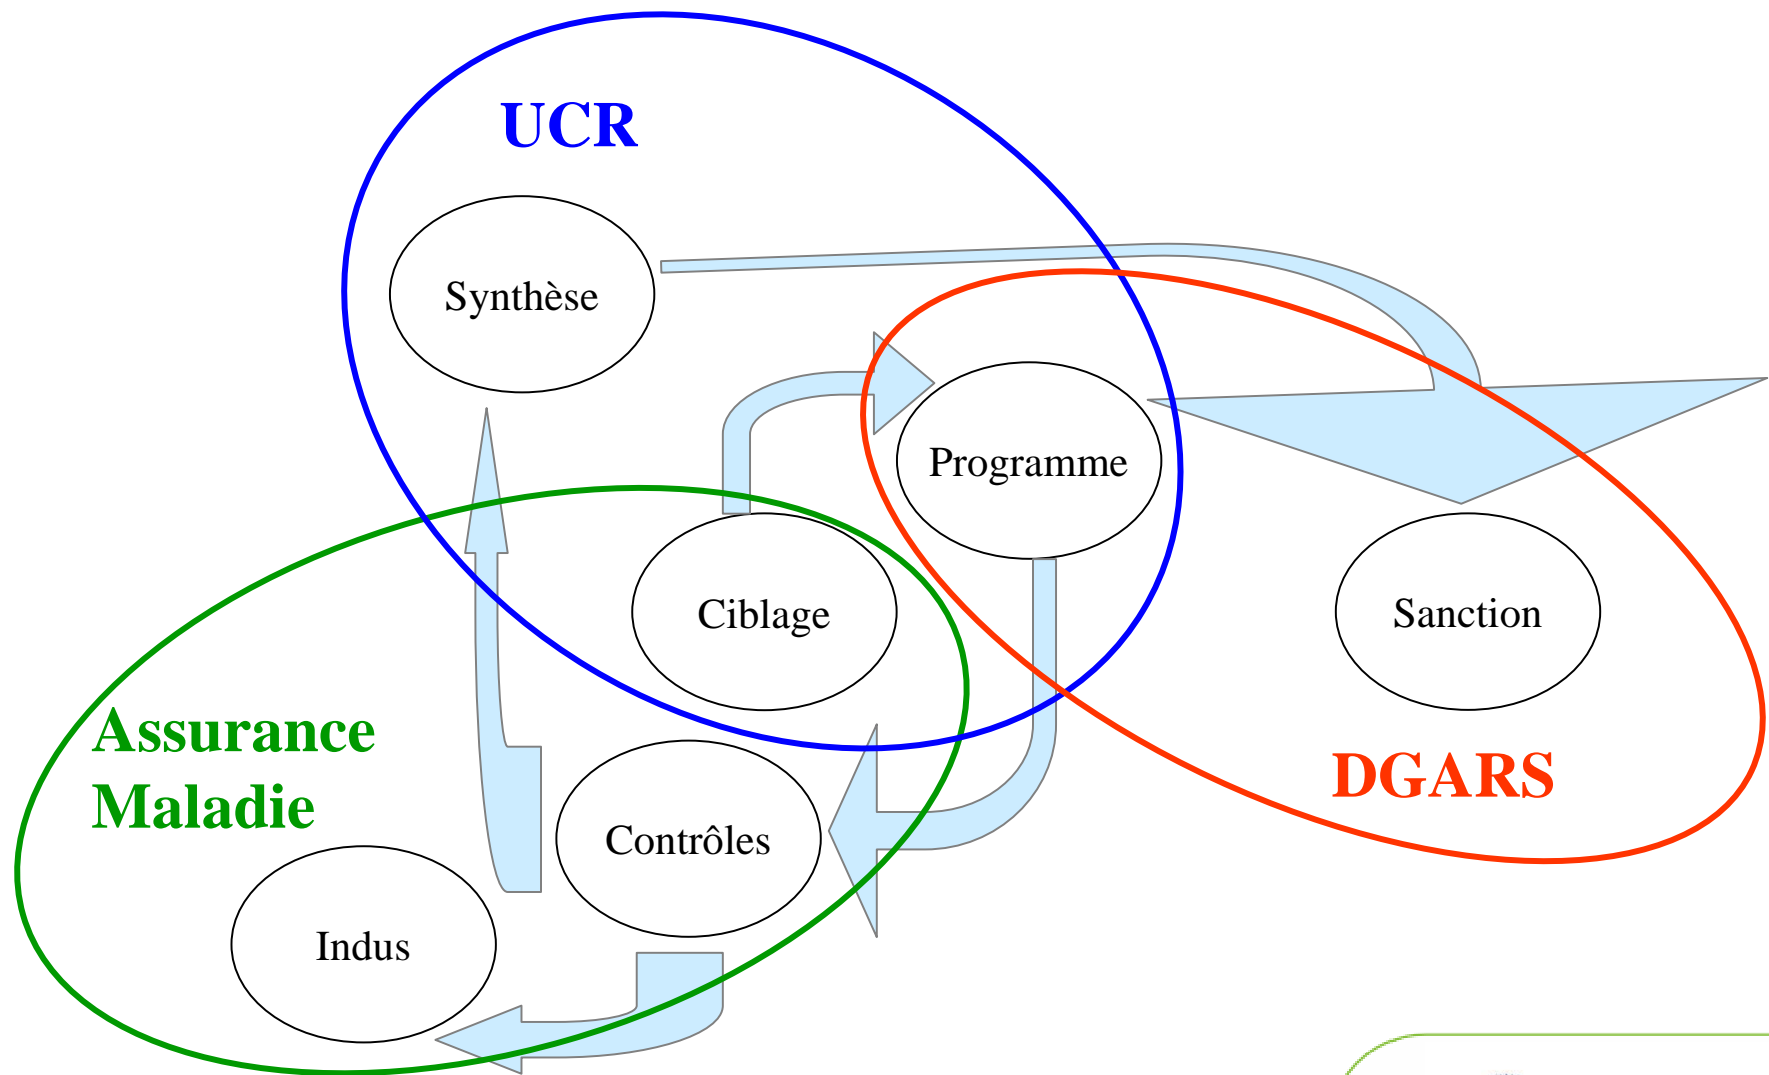 UCR
Synthèse
Programme
Ciblage
Sanction
Assurance
Maladie
DGARS
Contrôles
Indus